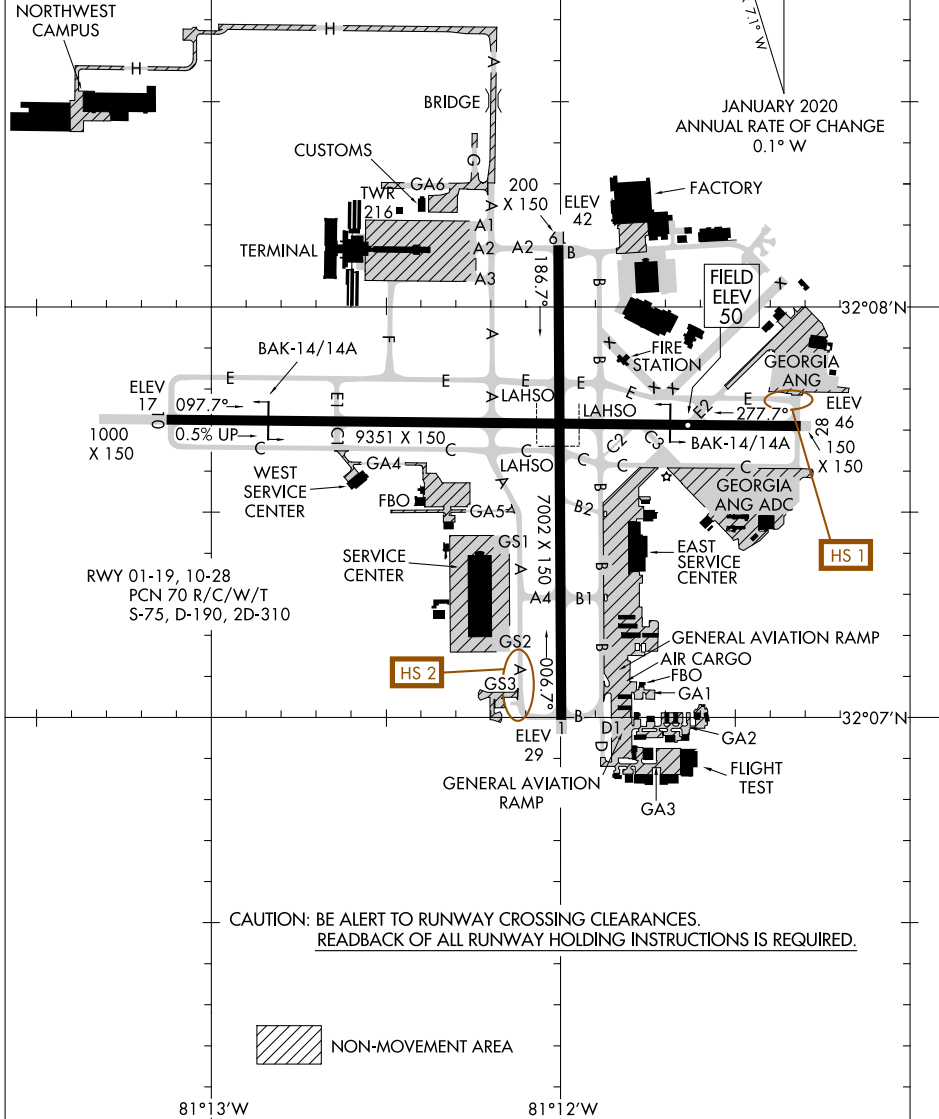 NORTHWEST
CAMPUS
H
H
A
7.1° W
JANUARY 2020
ANNUAL RATE OF CHANGE
0.1° W
BRIDGE
CUSTOMS
G
GA6
TWR
216
A
200
X 150
ELEV
42
FACTORY
TERMINAL
A1
A2
A2
A3
19
B
186.7°
B
FIELD
ELEV
50
X
32°08'N
F
A
B
X
FIRE
STATION
BAK-14/14A
GEORGIA
ANG
E
E
E
E
E
X
X
E
ELEV
17
097.7°
E1
A
LAHSO
LAHSO
E2
277.7°
ELEV
46
10
28
1000
X 150
0.5% UP
9351 X 150
C1
C
C
C2
C3
BAK-14/14A
150
X 150
LAHSO
C
C
C
WEST
SERVICE
CENTER
GA4
FBO
GA5
A
7002 X 150
B
B2
GEORGIA
ANG ADC
HS 1
GS1
SERVICE
CENTER
A
EAST
SERVICE
CENTER
RWY 01-19, 10-28
PCN 70 R/C/W/T
S-75, D-190, 2D-310
A4
B1
GS2
GENERAL AVIATION RAMP
AIR CARGO
FBO
HS 2
A
GS3
006.7°
GA1
B
1
D1
32°07'N
ELEV
29
D
GA2
GENERAL AVIATION
RAMP
FLIGHT
TEST
GA3
CAUTION: BE ALERT TO RUNWAY CROSSING CLEARANCES.
READBACK OF ALL RUNWAY HOLDING INSTRUCTIONS IS REQUIRED.
NON-MOVEMENT AREA
81°13'W
81°12'W